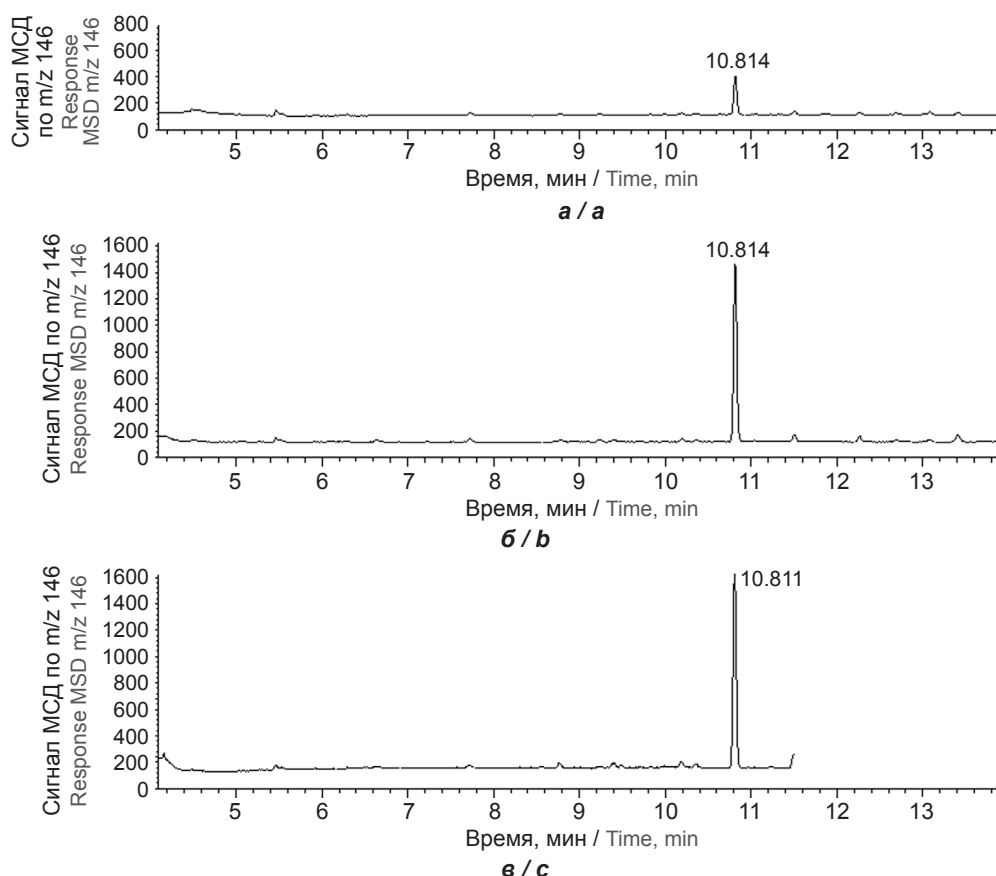 Сигнал МСД
по m/z 146
Response
MSD m/z 146
800
600
400
200
0
10.814
5 6 7 8 9 10 11 12 13
Время, мин / Time, min
а / a
Сигнал МСД по m/z 146
Response MSD m/z 146
1600
1400
1200
1000
800
600
400
200
0
10.814
5 6 7 8 9 10 11 12 13
Время, мин / Time, min
б / b
Сигнал МСД по m/z 146
Response MSD m/z 146
1600
1400
1200
1000
800
600
400
200
0
10.811
5 6 7 8 9 10 11 12 13
Время, мин / Time, min
в / c